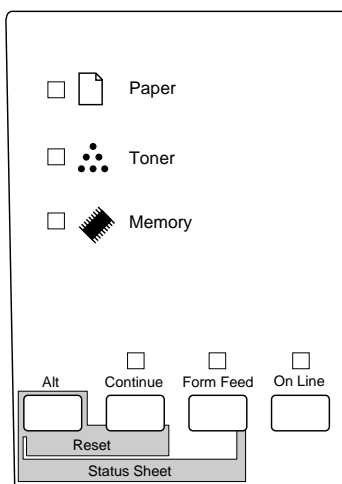 Paper
Toner
Memory
Alt Continue Form Feed On Line
Reset
Status Sheet